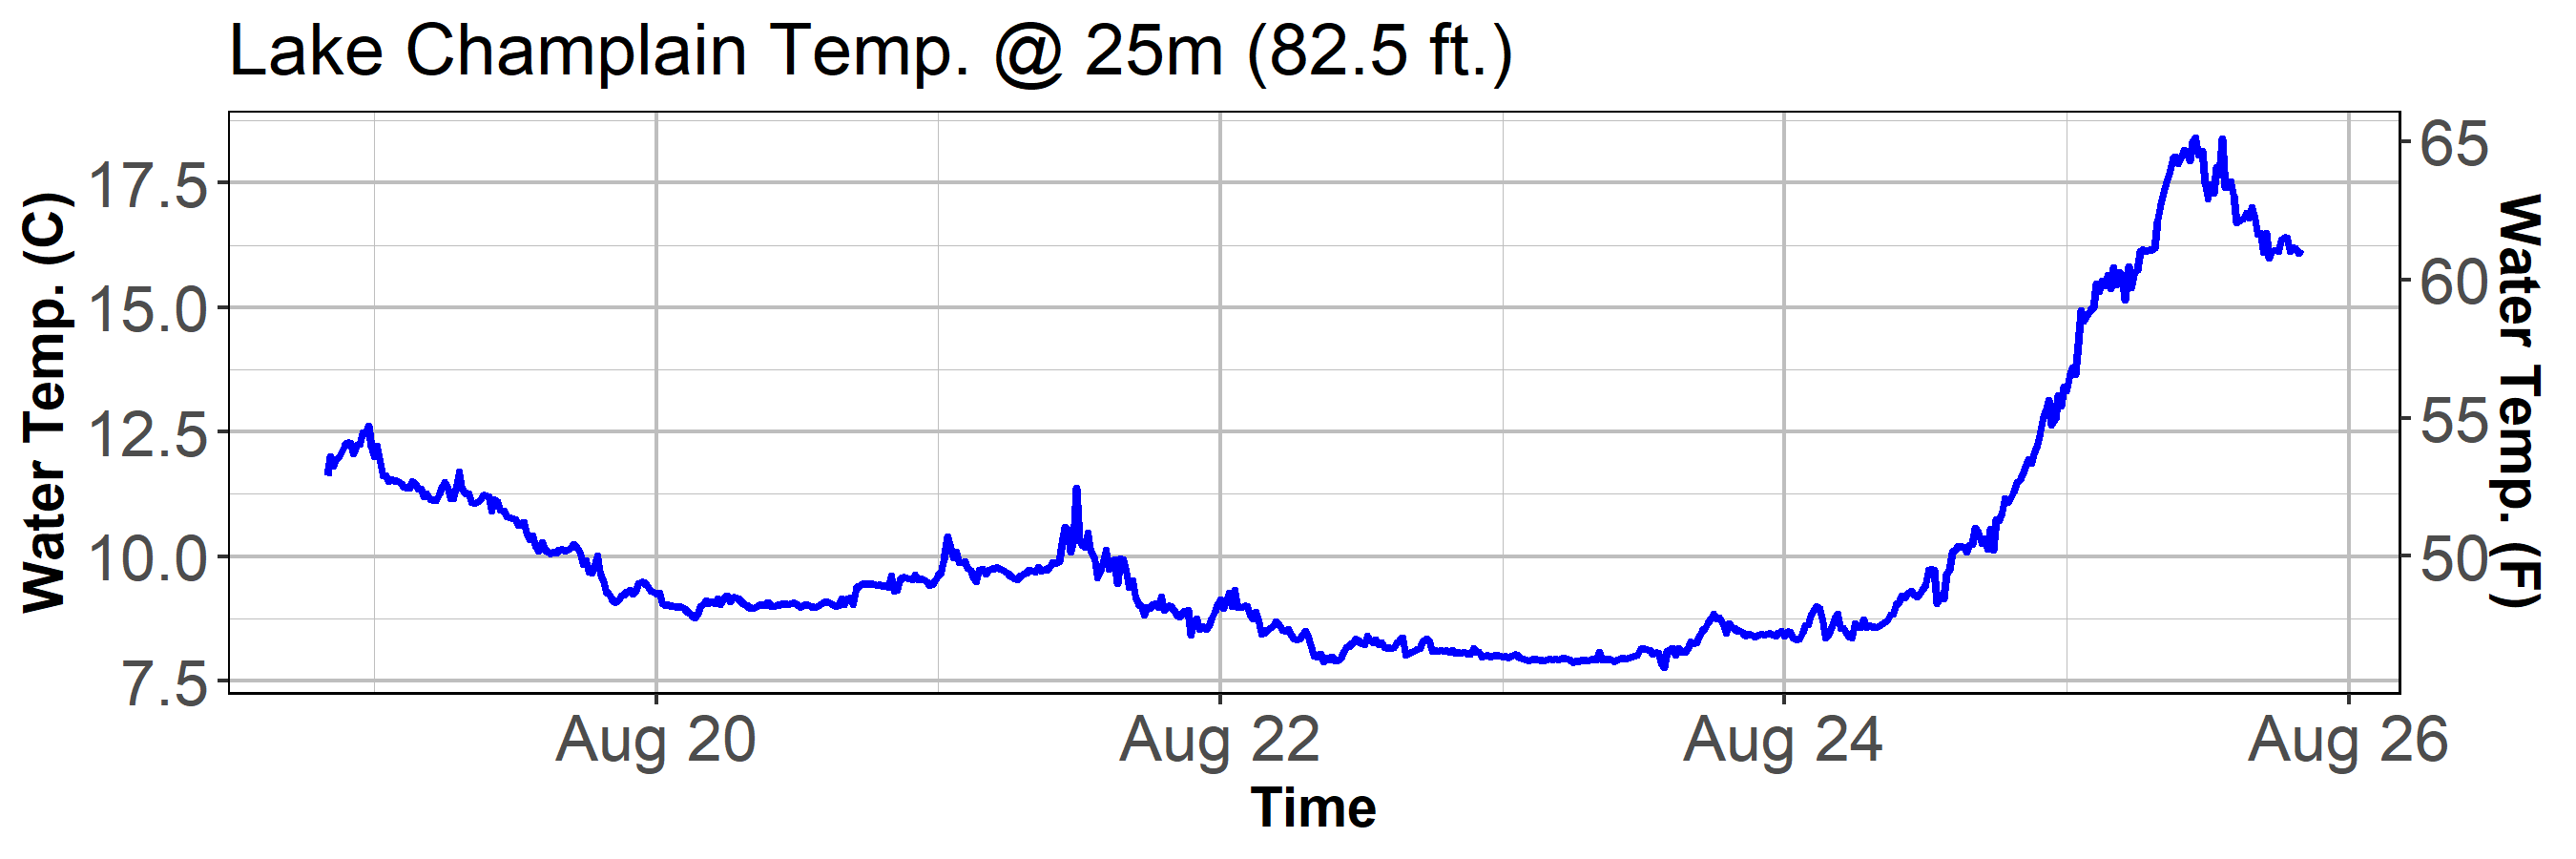 Lake Champlain Temp. @ 25m (82.5 ft.)
Water Temp. (C)
17.5
15.0
12.5
10.0
7.5
65
60
55
50
Water Temp. (F)
Aug 20 Aug 22 Aug 24 Aug 26
Time